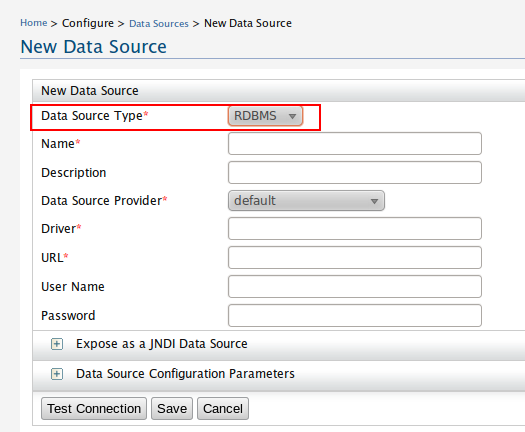 Home > Configure > Data Sources > New Data Source
New Data Source
New Data Source
Data Source Type* RDBMS
Name*
Description
Data Source Provider* default
Driver*
URL*
User Name
Password
Expose as a JNDI Data Source
Data Source Configuration Parameters
Test Connection Save Cancel